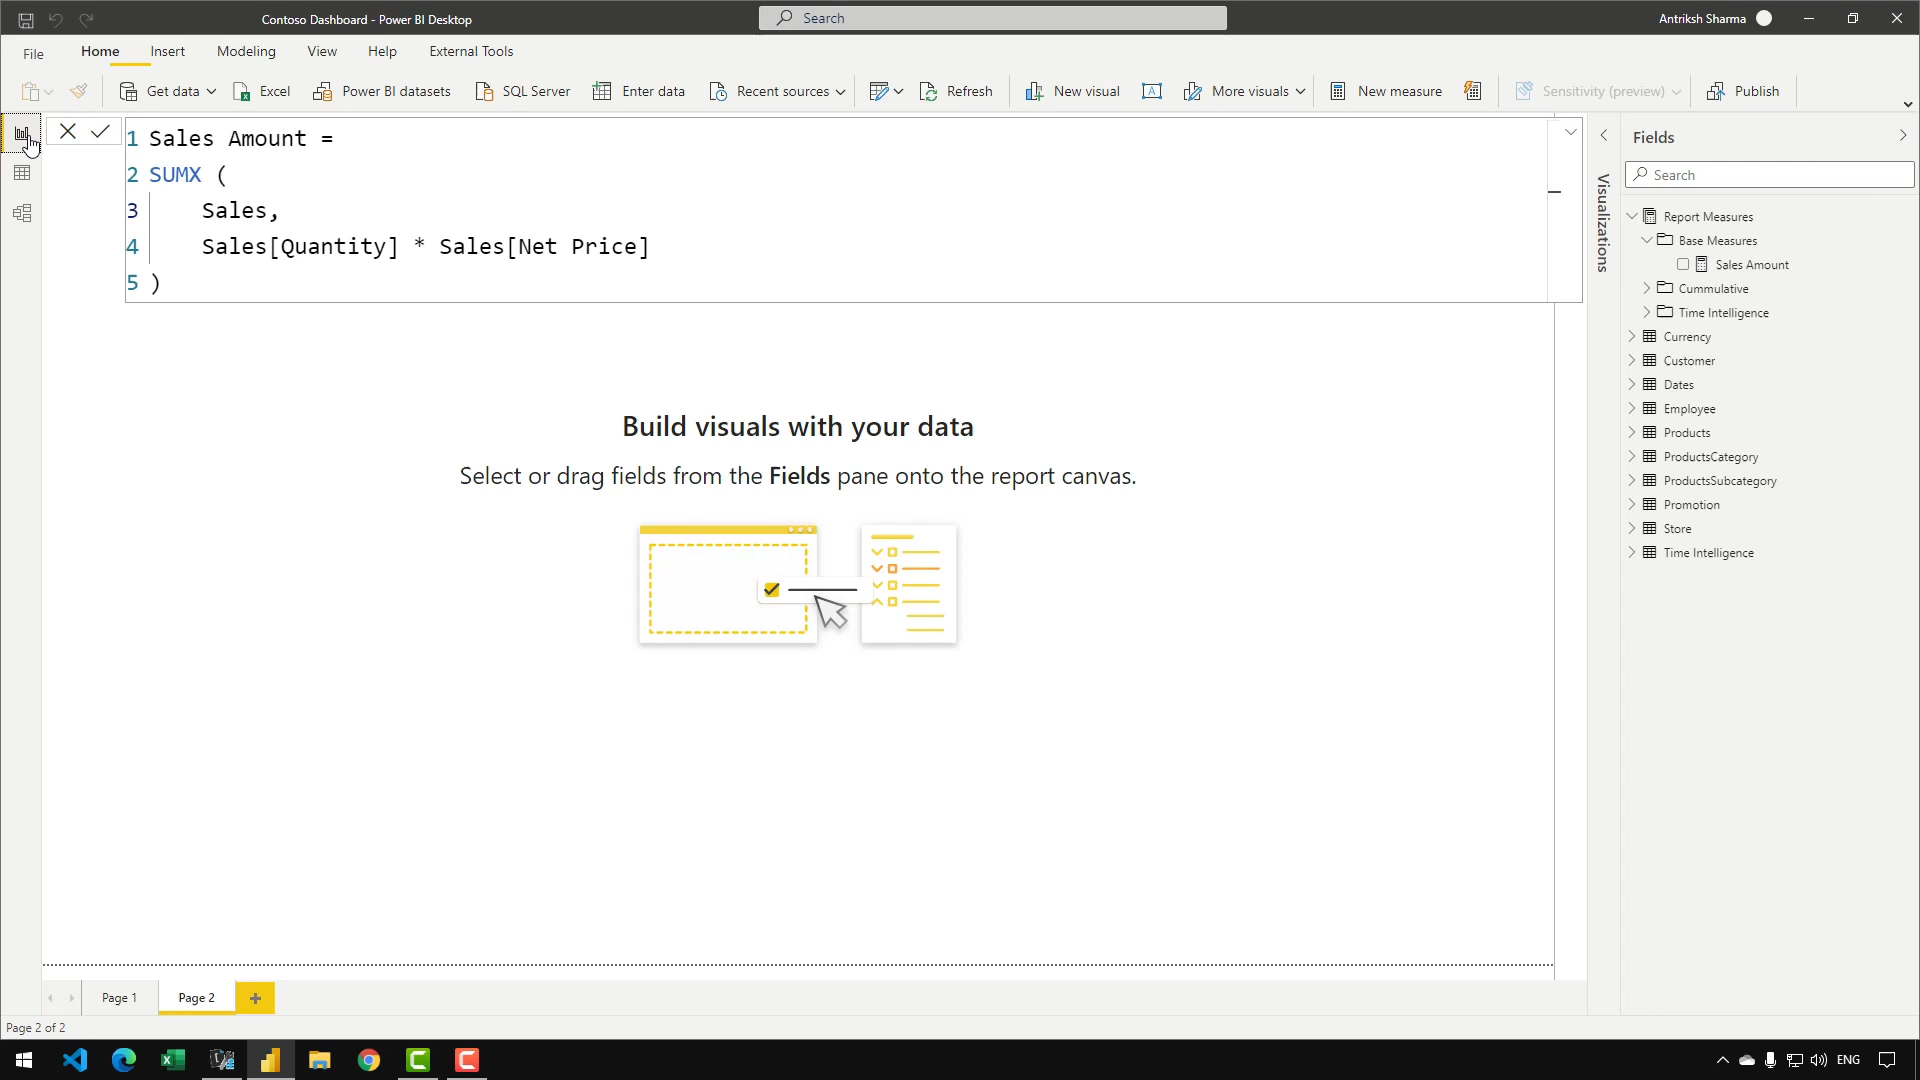 Contoso Dashboard - Power BI Desktop
Search
Antriksh Sharma
File
Home
Insert
Modeling
View
Help
External Tools
Get data
Excel
Power BI datasets
SQL Server
Enter data
Recent sources
Refresh
New visual
More visuals
New measure
Sensitivity (preview)
Publish
1 Sales Amount =
2 SUMX (
3 Sales,
4 Sales[Quantity] * Sales[Net Price]
5 )
Build visuals with your data
Select or drag fields from the Fields pane onto the report canvas.
Visualizations
Fields
Search
Report Measures
Base Measures
Sales Amount
Cummulative
Time Intelligence
Currency
Customer
Dates
Employee
Products
ProductsCategory
ProductsSubcategory
Promotion
Store
Time Intelligence
Page 1
Page 2
Page 2 of 2
ENG